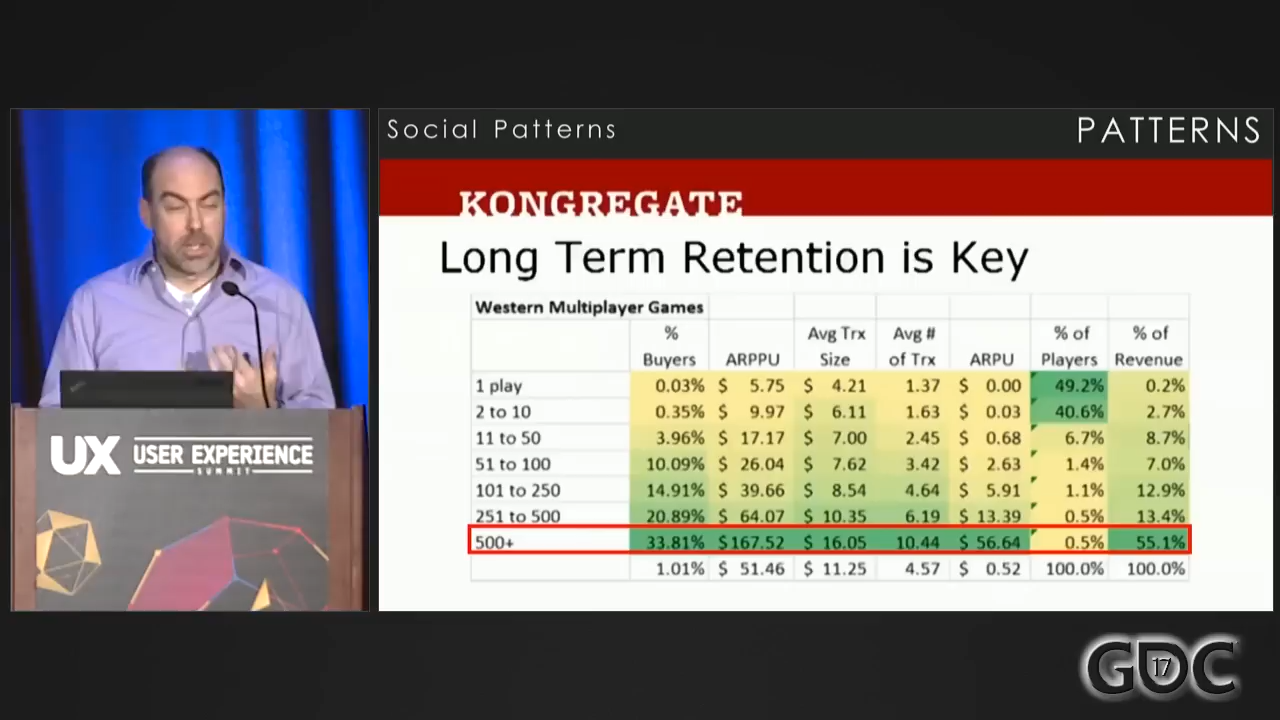 Social Patterns
PATTERNS
KONGREGATE
Long Term Retention is Key
Western Multiplayer Games
% Buyers ARPPU Avg Trx Size Avg # of Trx ARPU % of Players % of Revenue
1 play 0.03% $ 5.75 $ 4.21 1.37 $ 0.00 49.2% 0.2%
2 to 10 0.35% $ 9.97 $ 6.11 1.63 $ 0.03 40.6% 2.7%
11 to 50 3.96% $ 17.17 $ 7.00 2.45 $ 0.68 6.7% 8.7%
51 to 100 10.09% $ 26.04 $ 7.62 3.42 $ 2.63 1.4% 7.0%
101 to 250 14.91% $ 39.66 $ 8.54 4.64 $ 5.91 1.1% 12.9%
251 to 500 20.89% $ 64.07 $ 10.35 6.19 $ 13.39 0.5% 13.4%
500+ 33.81% $167.52 $ 16.05 10.44 $ 56.64 0.5% 55.1%
1.01% $ 51.46 $ 11.25 4.57 $ 0.52 100.0% 100.0%
UX USER EXPERIENCE
SUMMIT
GDC 17